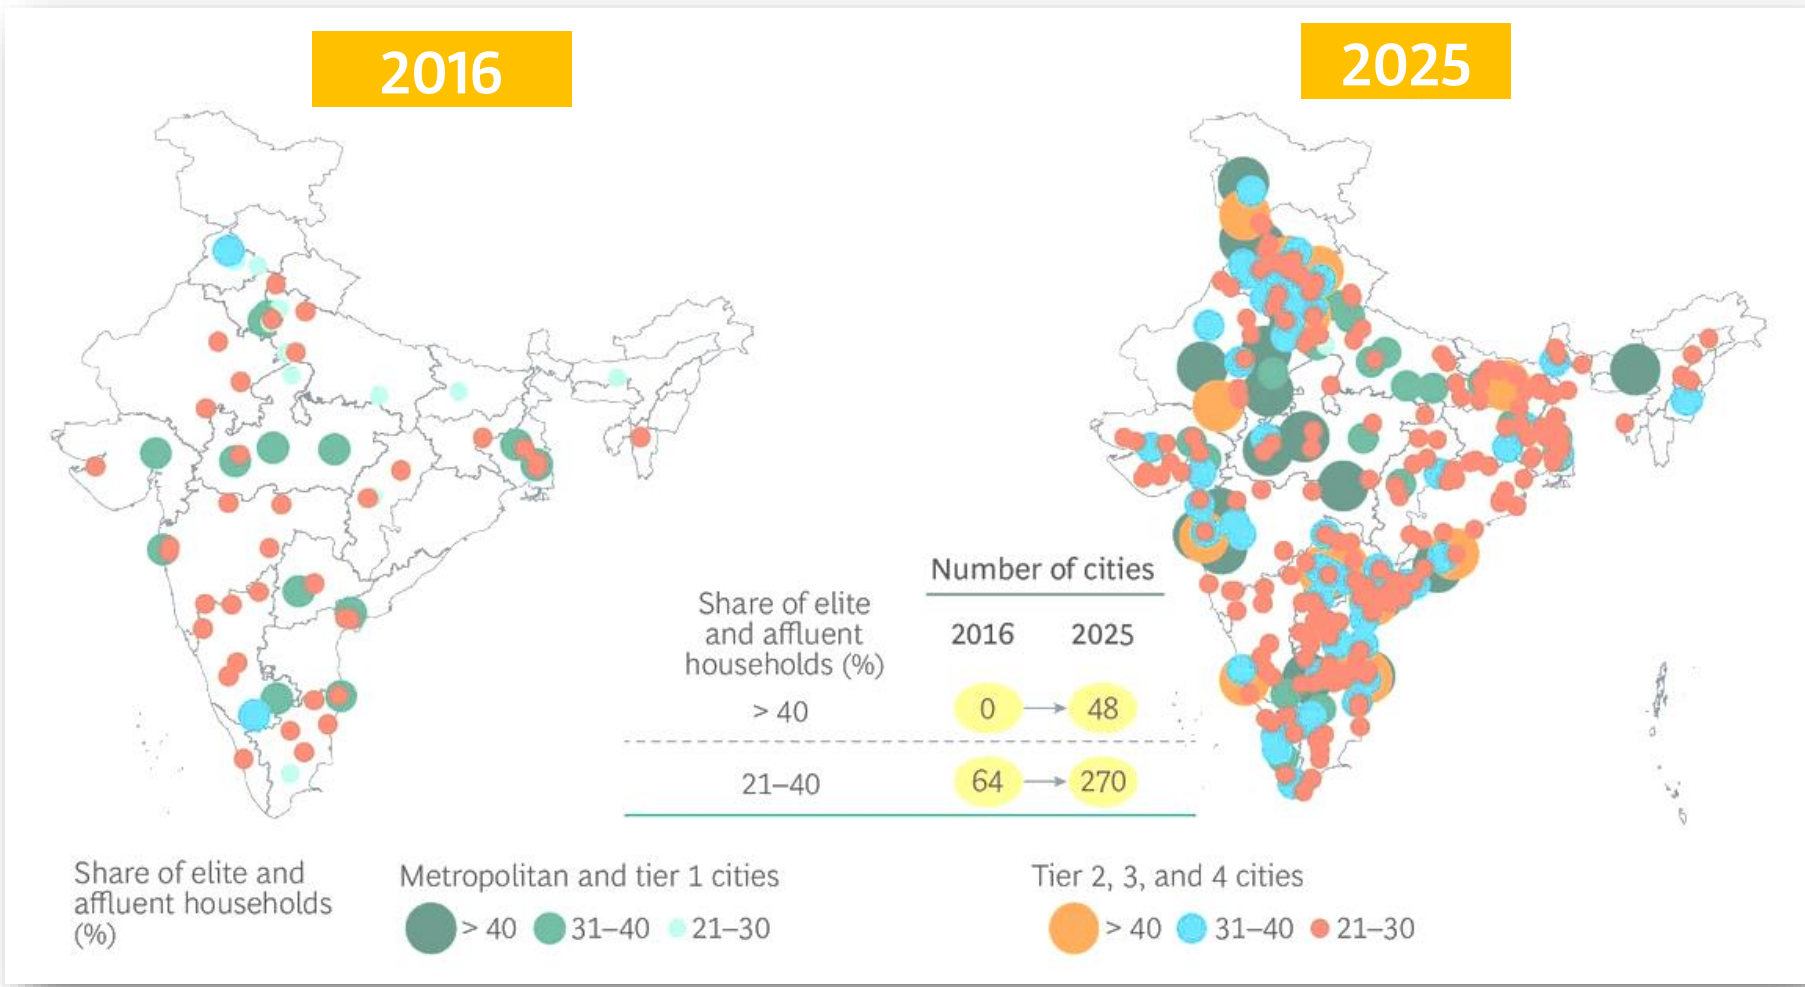 2016
2025
Number of cities
Share of elite
and affluent
households (%)
2016 2025
> 40 0 48
21–40 64 270
Share of elite and
affluent households
(%)
Metropolitan and tier 1 cities
> 40 31–40 21–30
Tier 2, 3, and 4 cities
> 40 31–40 21–30